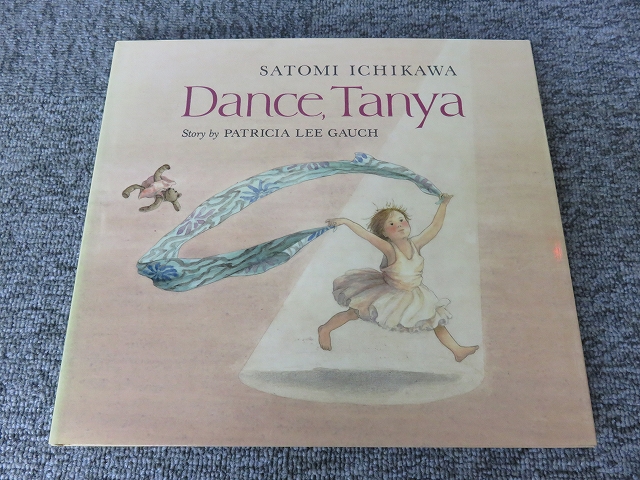 SATOMI ICHIKAWA
Dance, Tanya
Story by PATRICIA LEE GAUCH